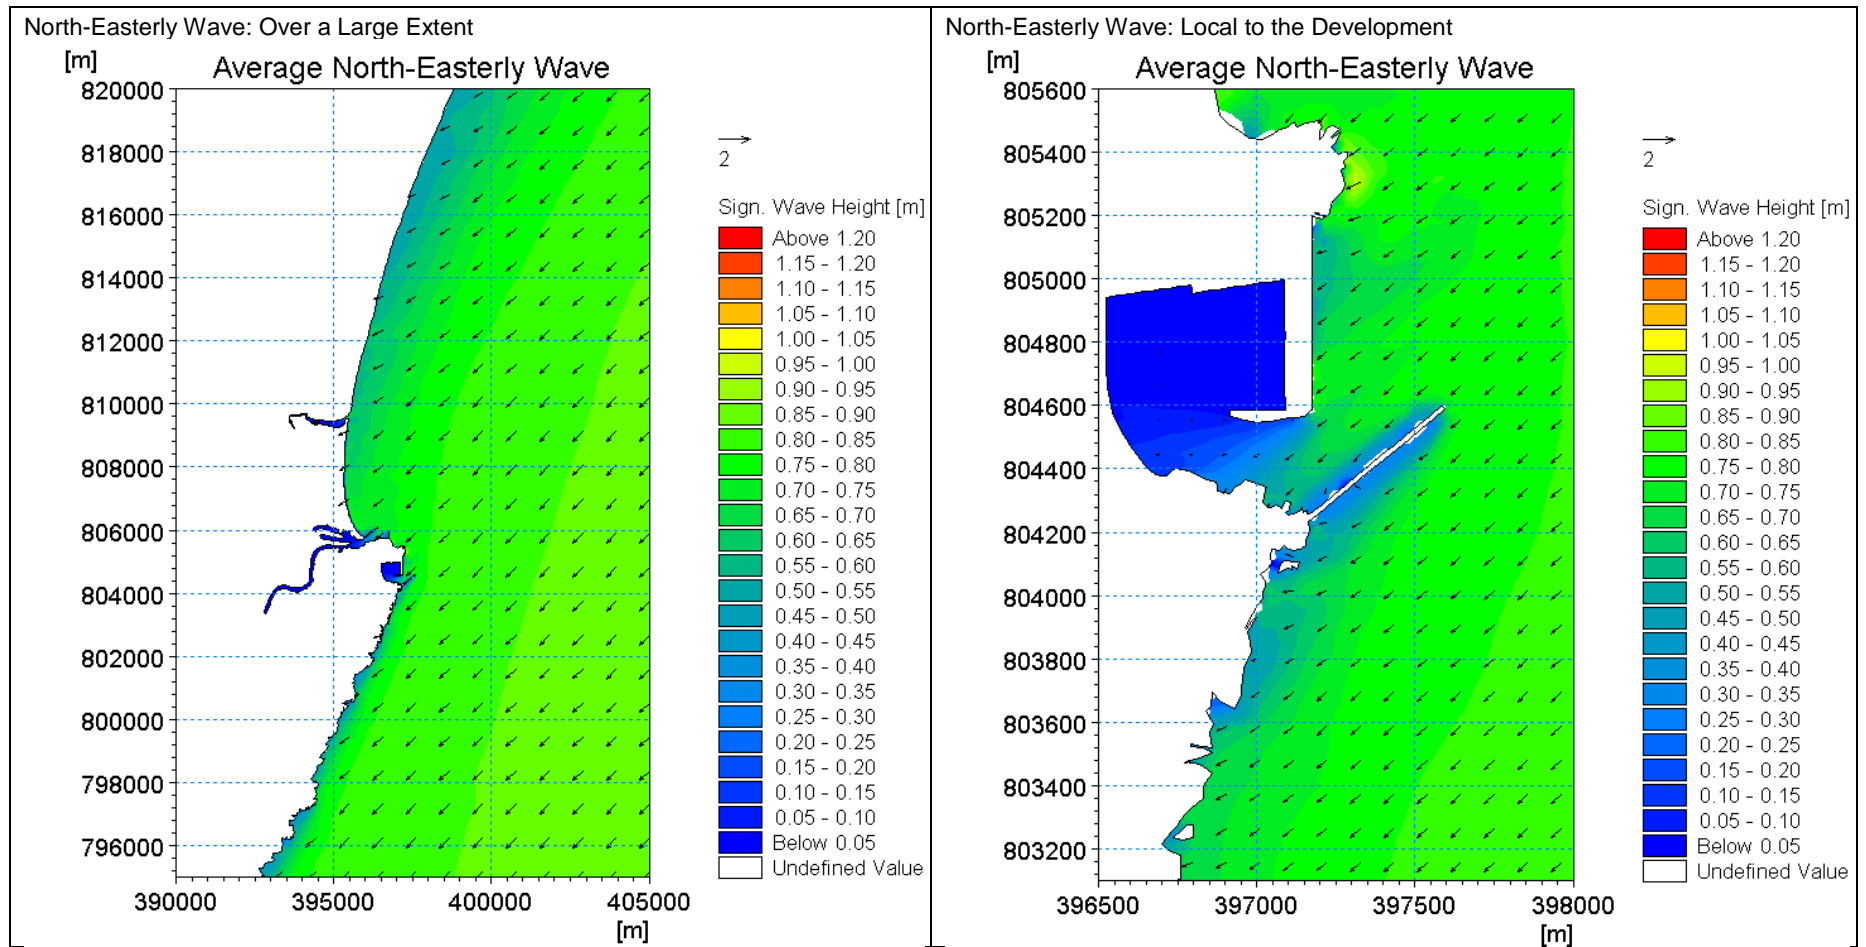 North-Easterly Wave: Over a Large Extent
[m]
Average North-Easterly Wave
820000
818000
816000
814000
812000
810000
808000
806000
804000
802000
800000
798000
796000
390000 395000 400000 405000
[m]
2
Sign. Wave Height [m]
Above 1.20
1.15 - 1.20
1.10 - 1.15
1.05 - 1.10
1.00 - 1.05
0.95 - 1.00
0.90 - 0.95
0.85 - 0.90
0.80 - 0.85
0.75 - 0.80
0.70 - 0.75
0.65 - 0.70
0.60 - 0.65
0.55 - 0.60
0.50 - 0.55
0.45 - 0.50
0.40 - 0.45
0.35 - 0.40
0.30 - 0.35
0.25 - 0.30
0.20 - 0.25
0.15 - 0.20
0.10 - 0.15
0.05 - 0.10
Below 0.05
Undefined Value
North-Easterly Wave: Local to the Development
[m]
Average North-Easterly Wave
805600
805400
805200
805000
804800
804600
804400
804200
804000
803800
803600
803400
803200
396500 397000 397500 398000
[m]
2
Sign. Wave Height [m]
Above 1.20
1.15 - 1.20
1.10 - 1.15
1.05 - 1.10
1.00 - 1.05
0.95 - 1.00
0.90 - 0.95
0.85 - 0.90
0.80 - 0.85
0.75 - 0.80
0.70 - 0.75
0.65 - 0.70
0.60 - 0.65
0.55 - 0.60
0.50 - 0.55
0.45 - 0.50
0.40 - 0.45
0.35 - 0.40
0.30 - 0.35
0.25 - 0.30
0.20 - 0.25
0.15 - 0.20
0.10 - 0.15
0.05 - 0.10
Below 0.05
Undefined Value